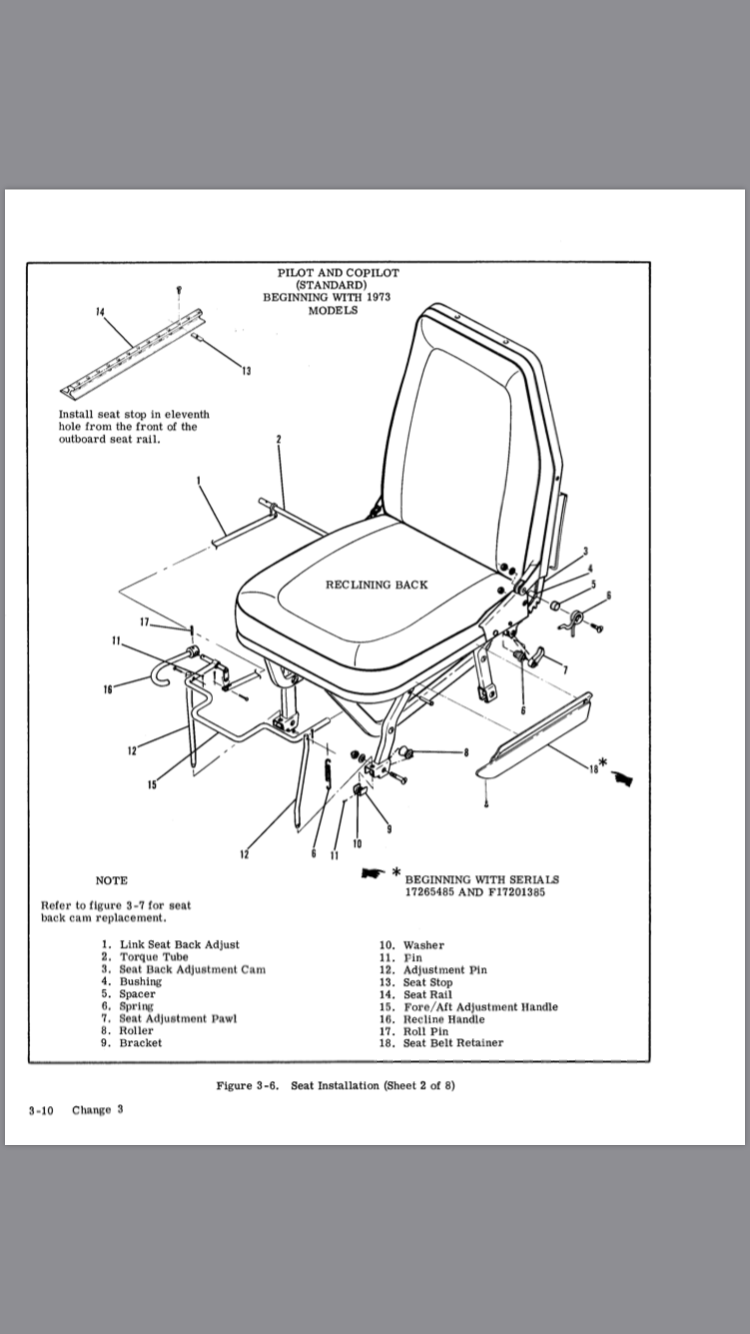 PILOT AND COPILOT
(STANDARD)
BEGINNING WITH 1973
MODELS
14
13
Install seat stop in eleventh
hole from the front of the
outboard seat rail.
2
1
3
4
5
6
RECLINING BACK
17
11
7
16
6
12
8
15
18*
12
6
11
10
9
NOTE
Refer to figure 3-7 for seat
back cam replacement.
* BEGINNING WITH SERIALS
17265485 AND F17201385
1. Link Seat Back Adjust
2. Torque Tube
3. Seat Back Adjustment Cam
4. Bushing
5. Spacer
6. Spring
7. Seat Adjustment Pawl
8. Roller
9. Bracket
10. Washer
11. Pin
12. Adjustment Pin
13. Seat Stop
14. Seat Rail
15. Fore/Aft Adjustment Handle
16. Recline Handle
17. Roll Pin
18. Seat Belt Retainer
Figure 3-6. Seat Installation (Sheet 2 of 8)
3-10 Change 3